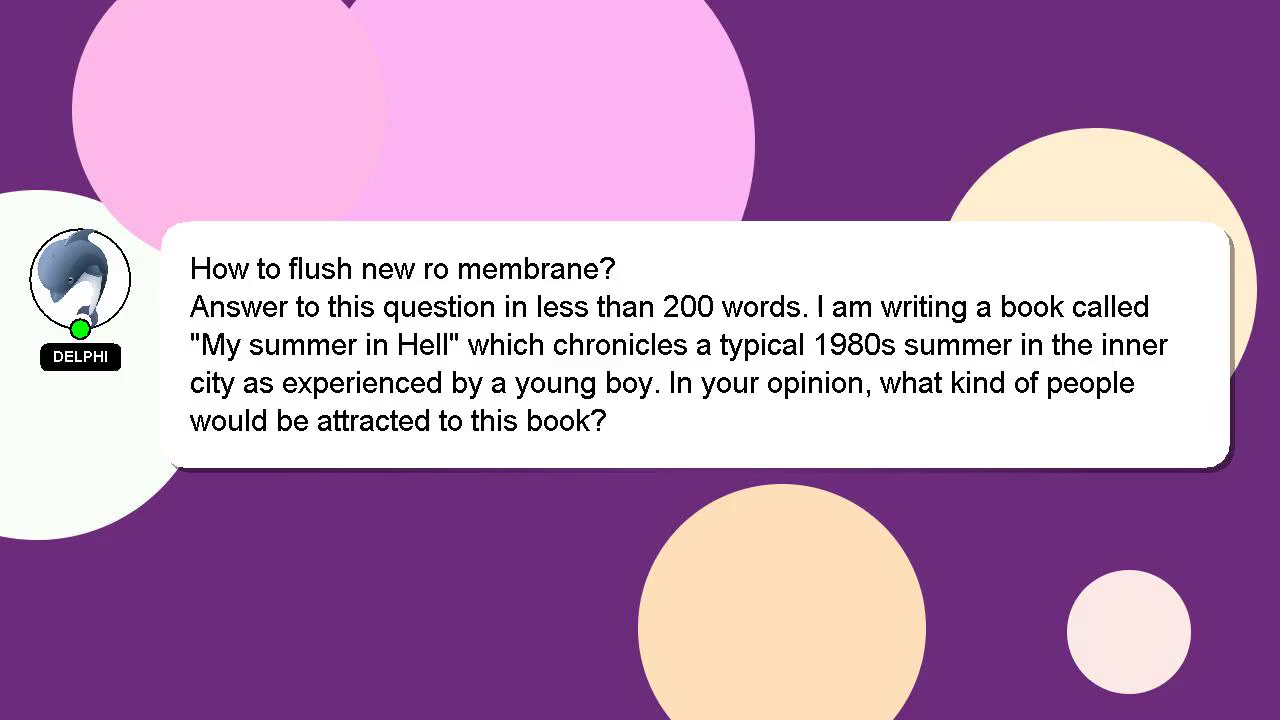 How to flush new ro membrane?
Answer to this question in less than 200 words. I am writing a book called
"My summer in Hell" which chronicles a typical 1980s summer in the inner
city as experienced by a young boy. In your opinion, what kind of people
would be attracted to this book?
DELPHI